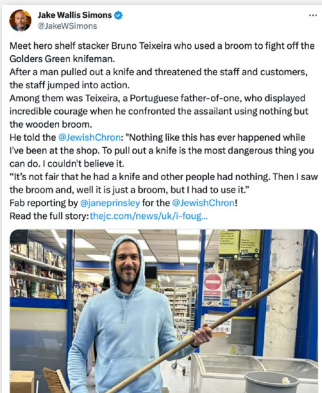 Jake Wallis Simons
@JakeWSimons
Meet hero shelf stacker Bruno Teixeira who used a broom to fight off the
Golders Green knifeman.
After a man pulled out a knife and threatened the staff and customers,
the staff jumped into action.
Among them was Teixeira, a Portuguese father-of-one, who displayed
incredible courage when he confronted the assailant using nothing but
the wooden broom.
He told the @JewishChron: "Nothing like this has ever happened while
I've been at the shop. To pull out a knife is the most dangerous thing you
can do. I couldn't believe it.
“It's not fair that he had a knife and other people had nothing. Then I saw
the broom and, well it is just a broom, but I had to use it.”
Fab reporting by @janeprinsley for the @JewishChron!
Read the full story: thejc.com/news/uk/i-foug...